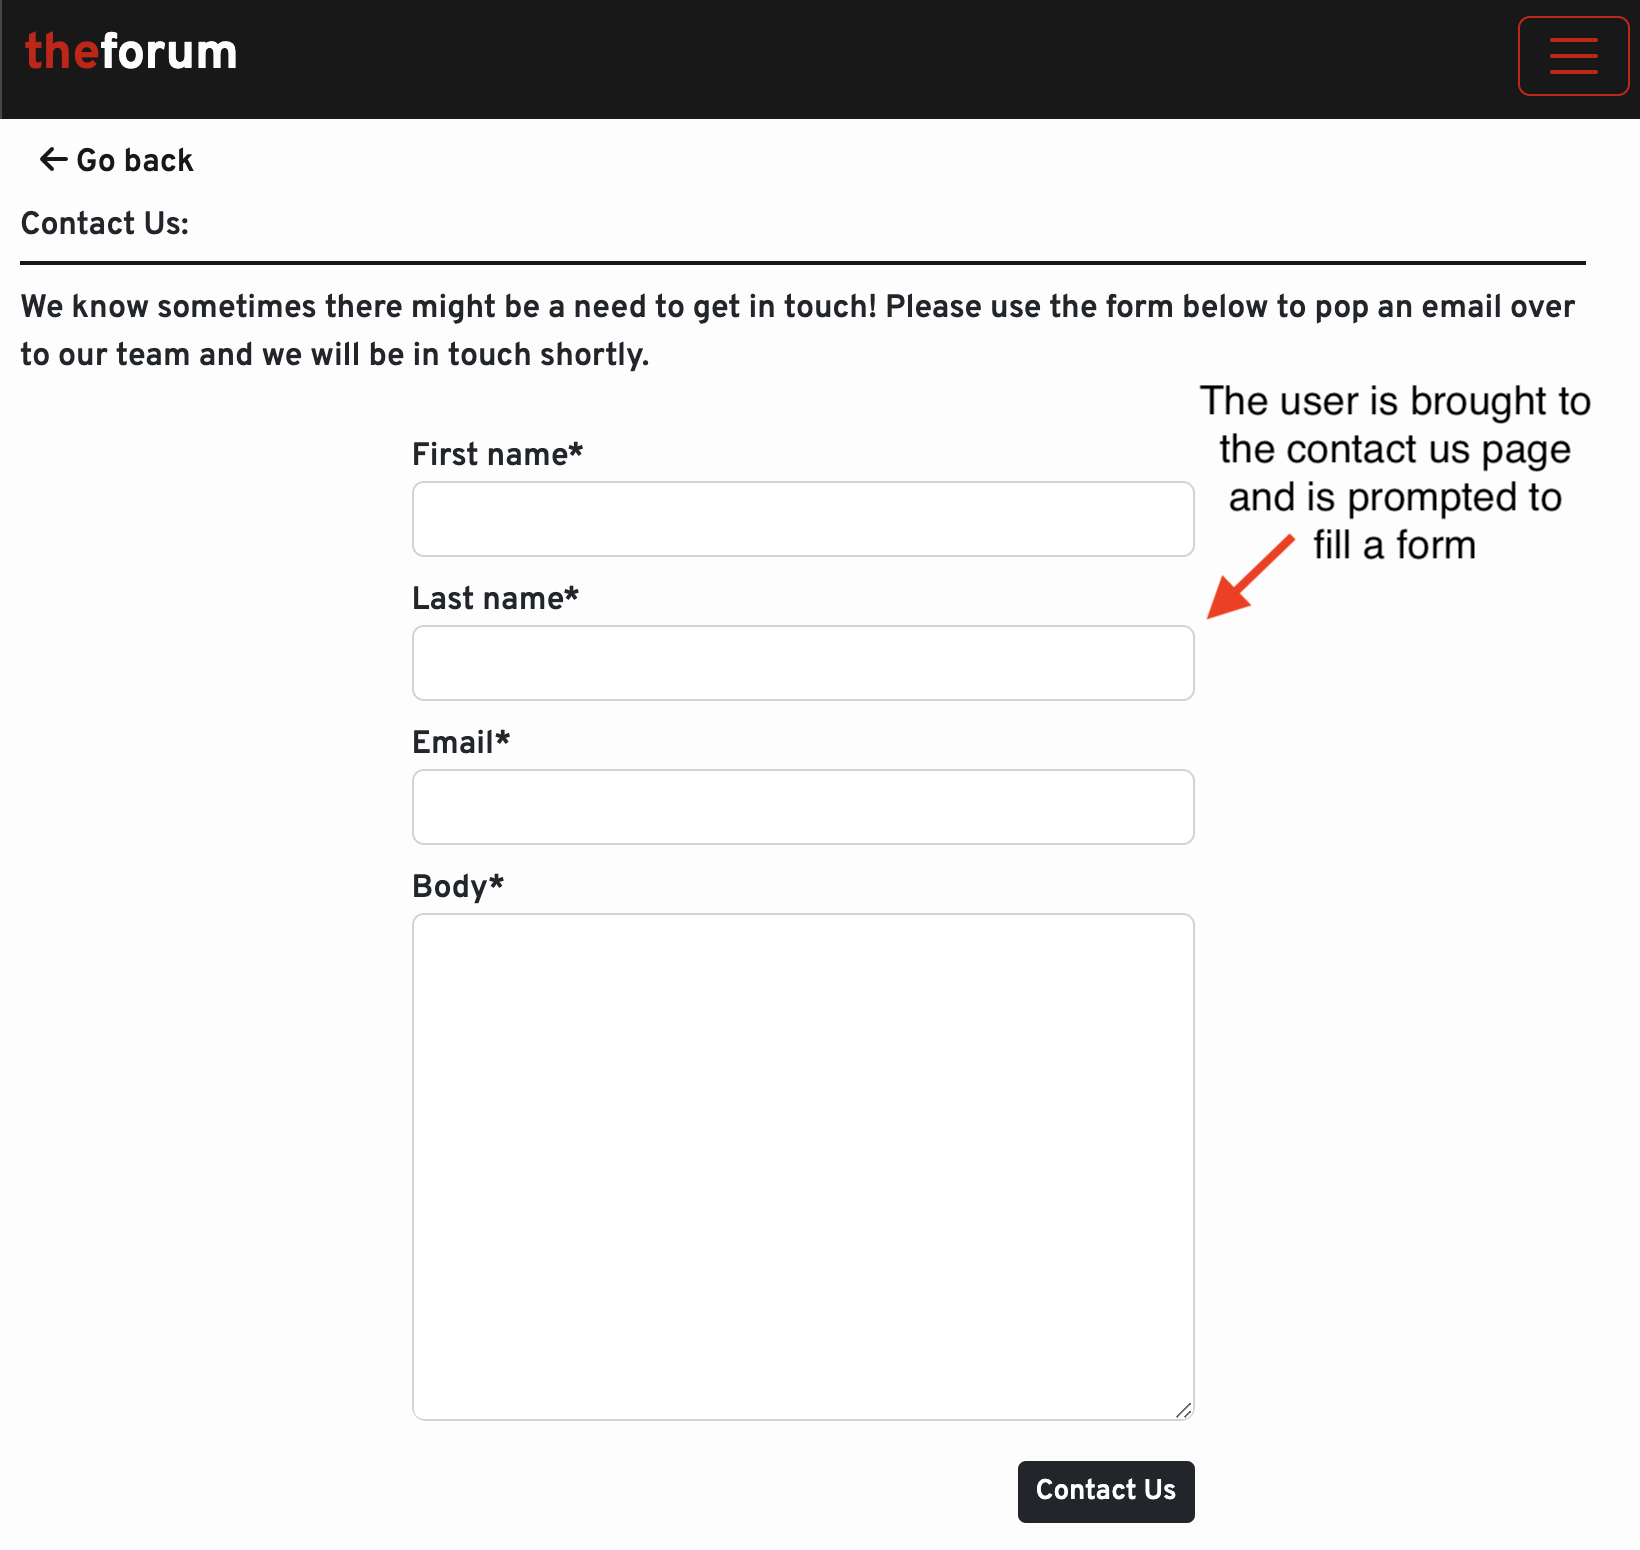 theforum
← Go back
Contact Us:
We know sometimes there might be a need to get in touch! Please use the form below to pop an email over
to our team and we will be in touch shortly.
The user is brought to
the contact us page
and is prompted to
fill a form
First name*
Last name*
Email*
Body*
Contact Us